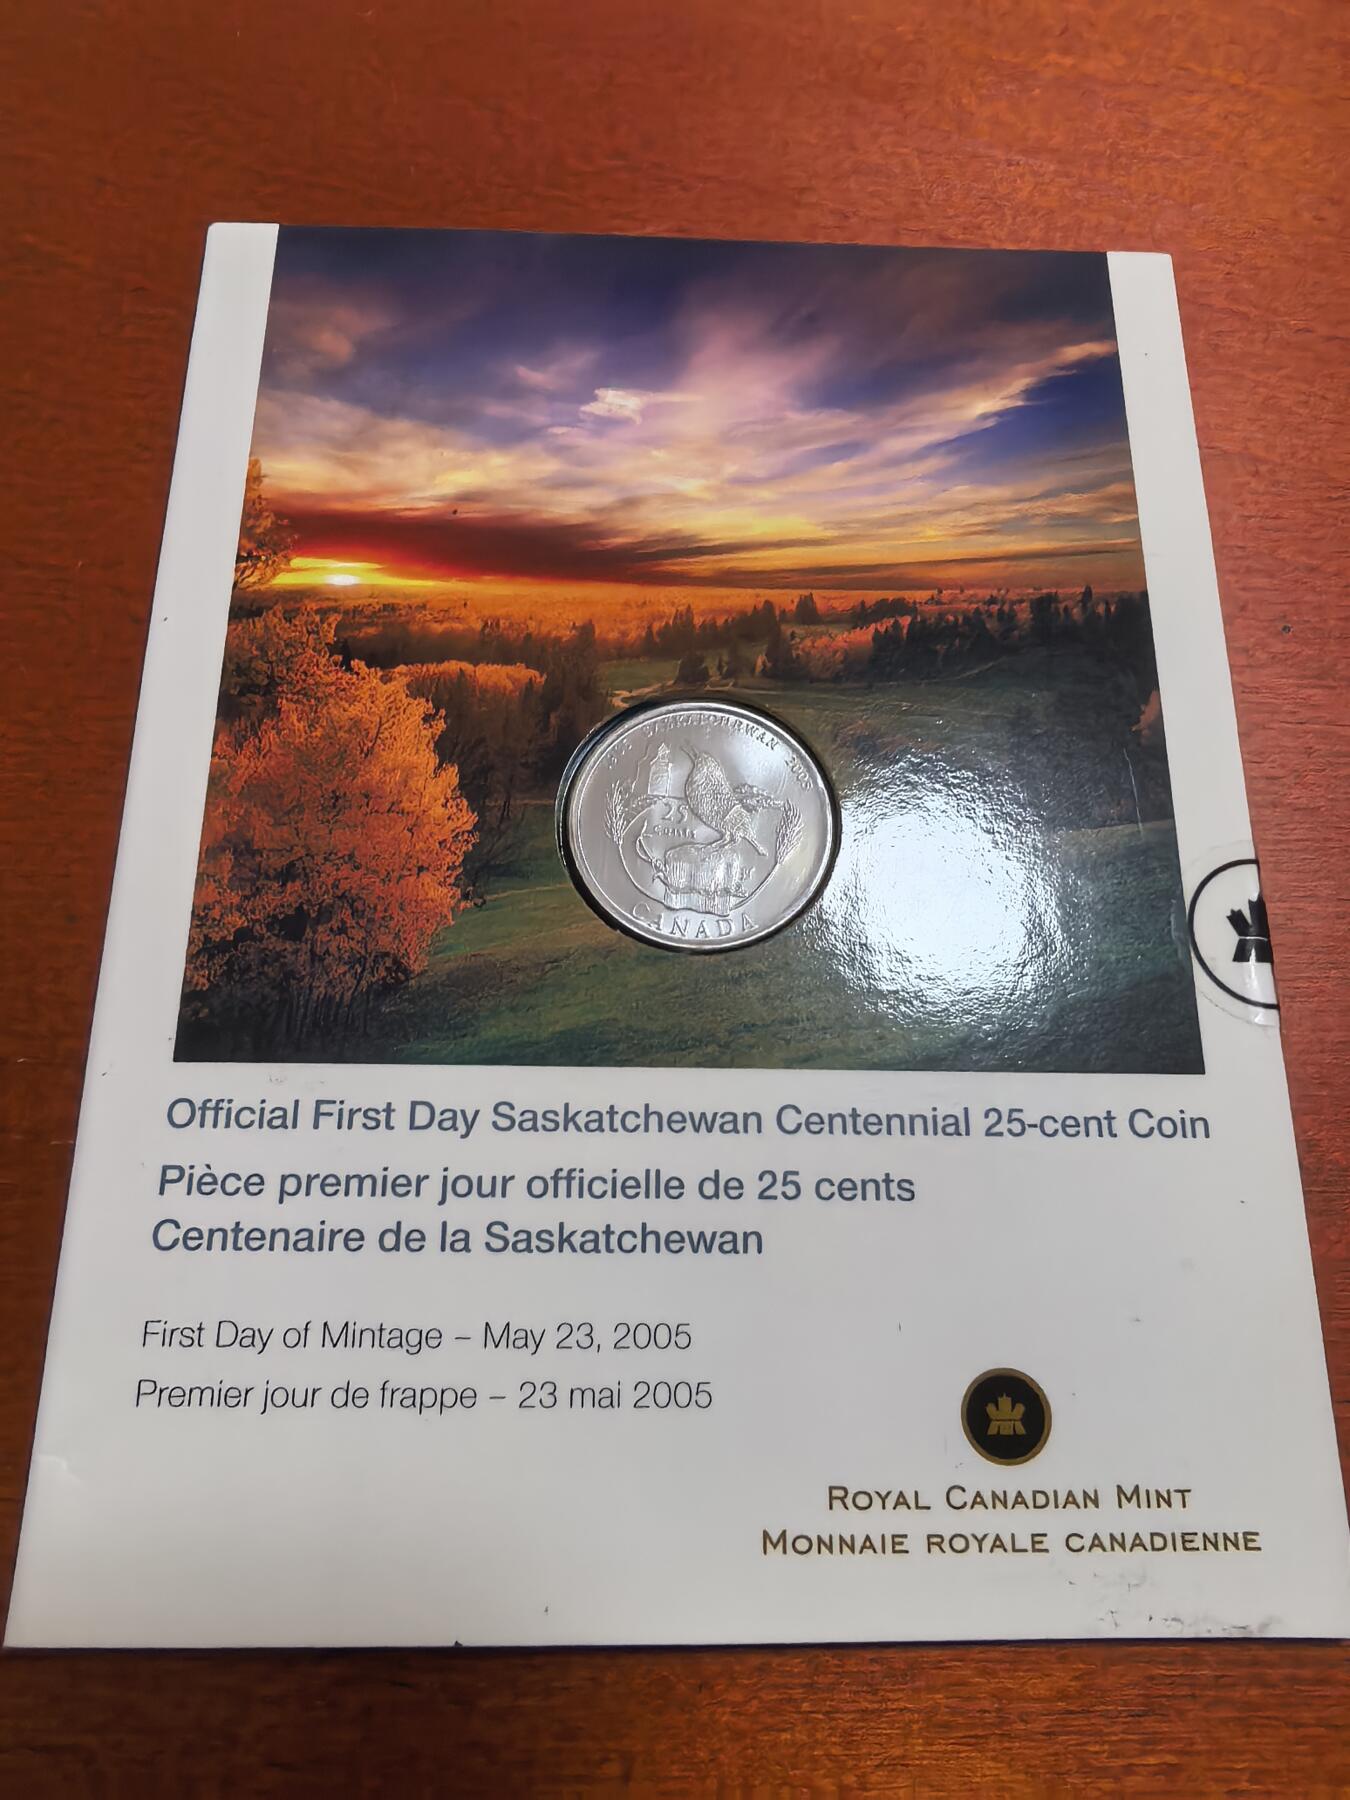 SASKATCHEWAN 2005
25
cents
CANADA
Official First Day Saskatchewan Centennial 25-cent Coin
Pièce premier jour officielle de 25 cents
Centenaire de la Saskatchewan
First Day of Mintage – May 23, 2005
Premier jour de frappe – 23 mai 2005
ROYAL CANADIAN MINT
MONNAIE ROYALE CANADIENNE